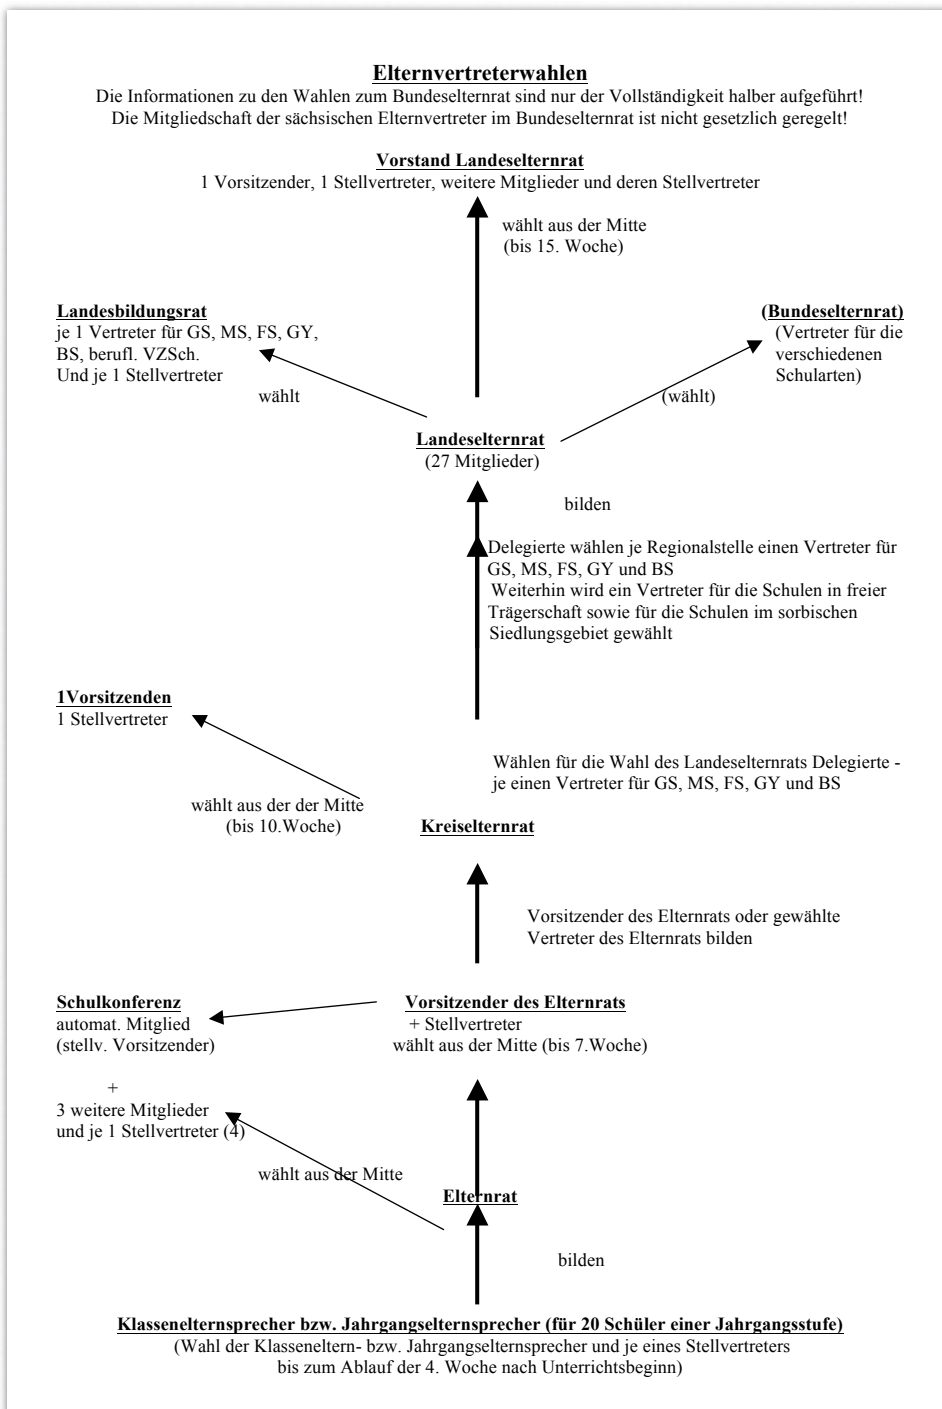 Elternvertreterwahlen
Die Informationen zu den Wahlen zum Bundeselternrat sind nur der Vollständigkeit halber aufgeführt!
Die Mitgliedschaft der sächsischen Elternvertreter im Bundeselternrat ist nicht gesetzlich geregelt!
Vorstand Landeselternrat
1 Vorsitzender, 1 Stellvertreter, weitere Mitglieder und deren Stellvertreter
wählt aus der Mitte
(bis 15. Woche)
Landesbildungsrat
je 1 Vertreter für GS, MS, FS, GY,
BS, berufl. VZSch.
Und je 1 Stellvertreter
wählt
(Bundeselternrat)
(Vertreter für die
verschiedenen
Schularten)
(wählt)
Landeselternrat
(27 Mitglieder)
bilden
Delegierte wählen je Regionalstelle einen Vertreter für
GS, MS, FS, GY und BS
Weiterhin wird ein Vertreter für die Schulen in freier
Trägerschaft sowie für die Schulen im sorbischen
Siedlungsgebiet gewählt
1Vorsitzenden
1 Stellvertreter
Wählen für die Wahl des Landeselternrats Delegierte -
je einen Vertreter für GS, MS, FS, GY und BS
wählt aus der der Mitte
(bis 10.Woche)
Kreiselternrat
Vorsitzender des Elternrats oder gewählte
Vertreter des Elternrats bilden
Schulkonferenz
automat. Mitglied
(stellv. Vorsitzender)
+
3 weitere Mitglieder
und je 1 Stellvertreter (4)
Vorsitzender des Elternrats
+ Stellvertreter
wählt aus der Mitte (bis 7.Woche)
wählt aus der Mitte
Elternrat
bilden
Klassenelternsprecher bzw. Jahrgangselternsprecher (für 20 Schüler einer Jahrgangsstufe)
(Wahl der Klasseneltern- bzw. Jahrgangselternsprecher und je eines Stellvertreters
bis zum Ablauf der 4. Woche nach Unterrichtsbeginn)